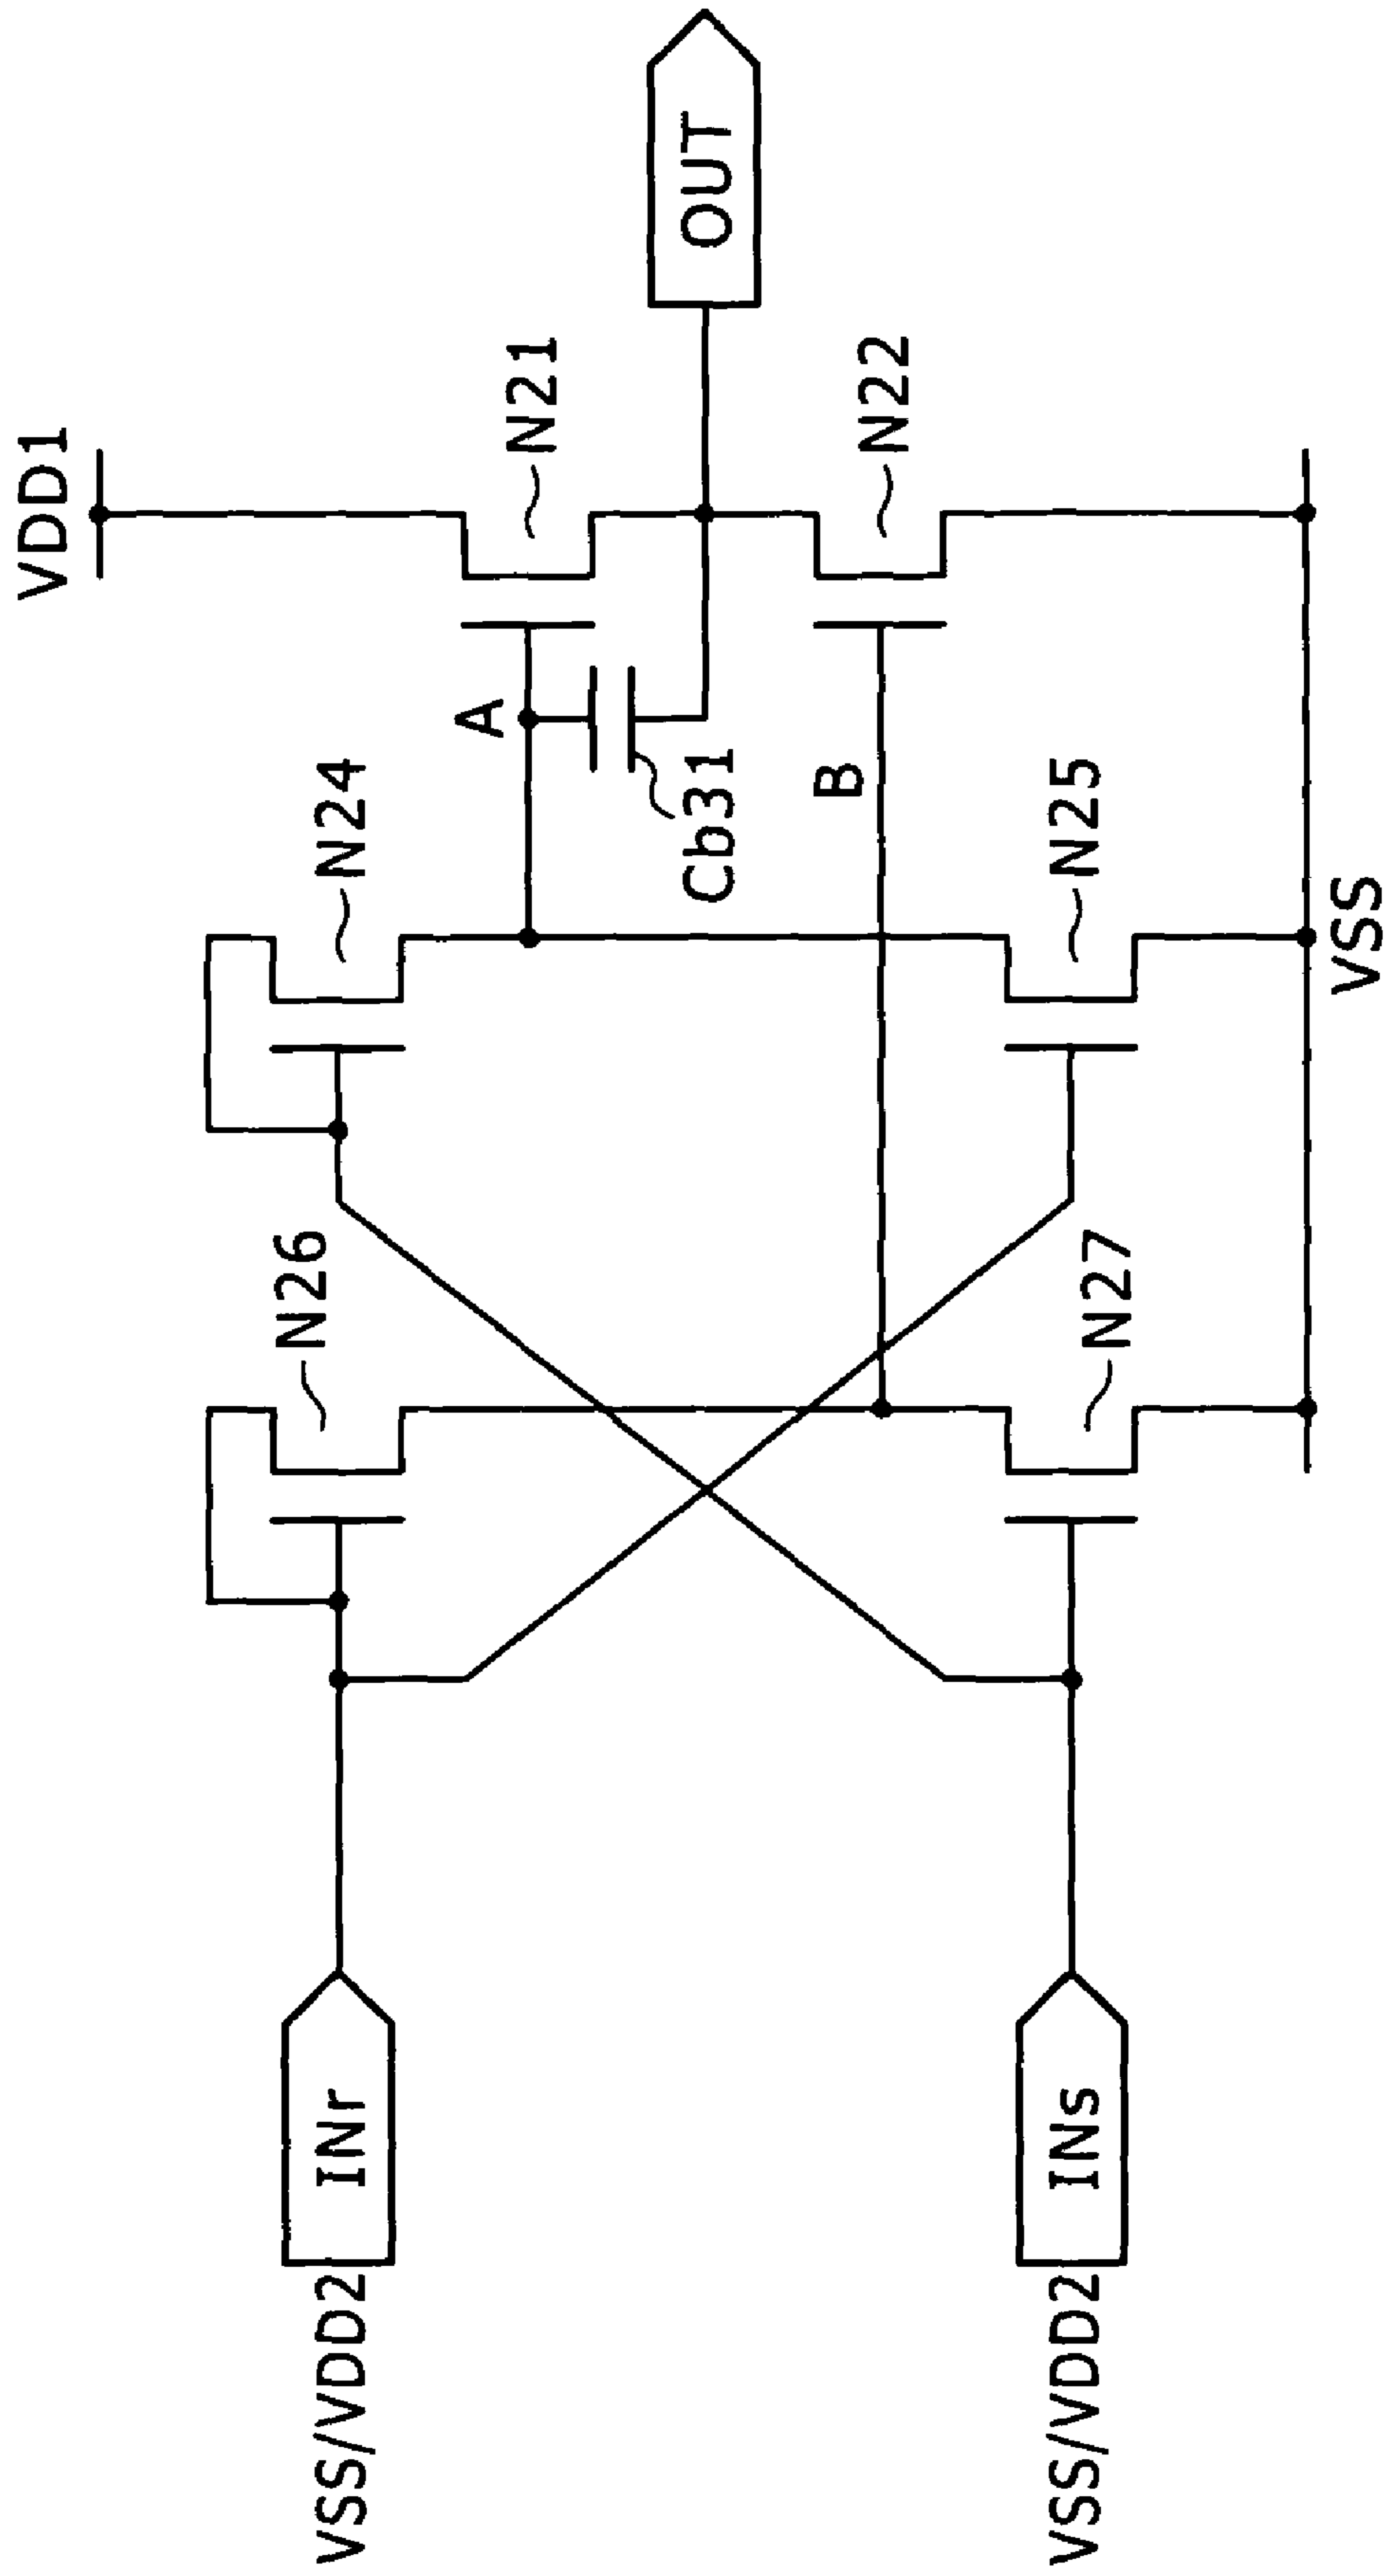 VDD1
N26
N24
N21
A
OUT
VSS/VDD2
INr
Cb31
B
N22
N27
N25
VSS/VDD2
INs
VSS